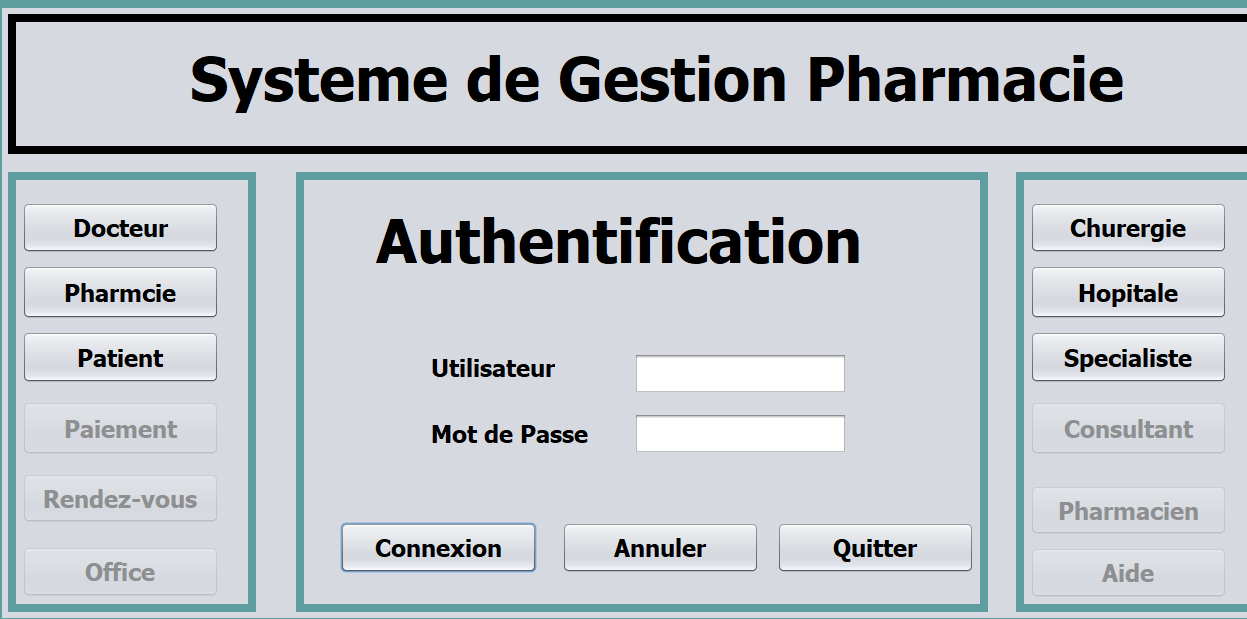 Systeme de Gestion Pharmacie
Docteur
Pharmcie
Patient
Paiement
Rendez-vous
Office
Authentification
Utilisateur
Mot de Passe
Connexion
Annuler
Quitter
Churergie
Hopitale
Specialiste
Consultant
Pharmacien
Aide